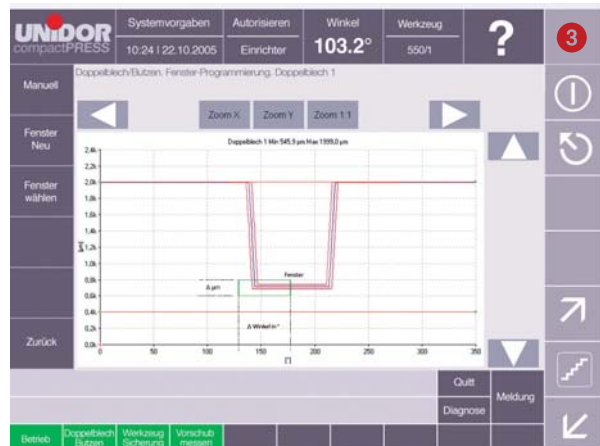 UNIDOR
compactPRESS
Systemvorgaben
Autorisieren
Winkel
Werkzeug
?
3
10:24 | 22.10.2005
Einrichter
103.2°
550/1
Doppelblech/Butzen. Fenster-Programmierung. Doppelblech 1
Manuell
Fenster
Neu
Fenster
wählen
Zurück
Zoom X
Zoom Y
Zoom 1:1
Doppelblech 1 Min 545,9 µm Max 1999,0 µm
2,4k
2,2k
2,0k
1,8k
1,6k
1,4k
1,2k
1,0k
0,8k
0,6k
0,4k
0,2k
0,0k
[µm]
Fenster
Δ µm
Δ Winkel in °
0
50
100
150
200
250
300
350
[°]
Quitt
Meldung
Diagnose
Betrieb
Doppelblech
Butzen
Werkzeug
Sicherung
Vorschub
messen